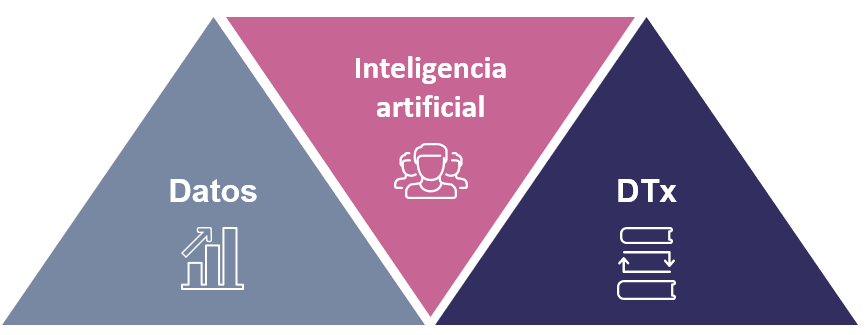 Datos
Inteligencia
artificial
DTx